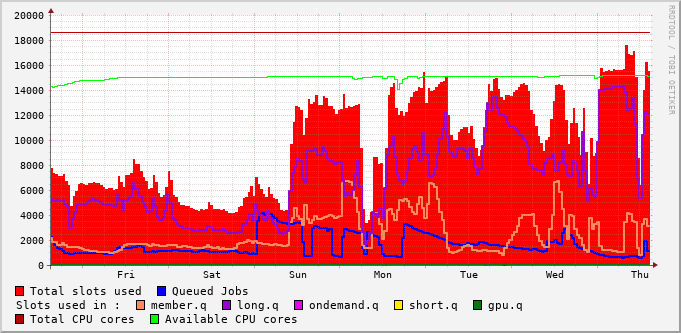 20000
18000
16000
14000
12000
10000
8000
6000
4000
2000
0
Fri Sat Sun Mon Tue Wed Thu
Total slots used Queued Jobs
Slots used in : member.q long.q ondemand.q short.q gpu.q
Total CPU cores Available CPU cores
RRDTOOL / TOBI OETIKER